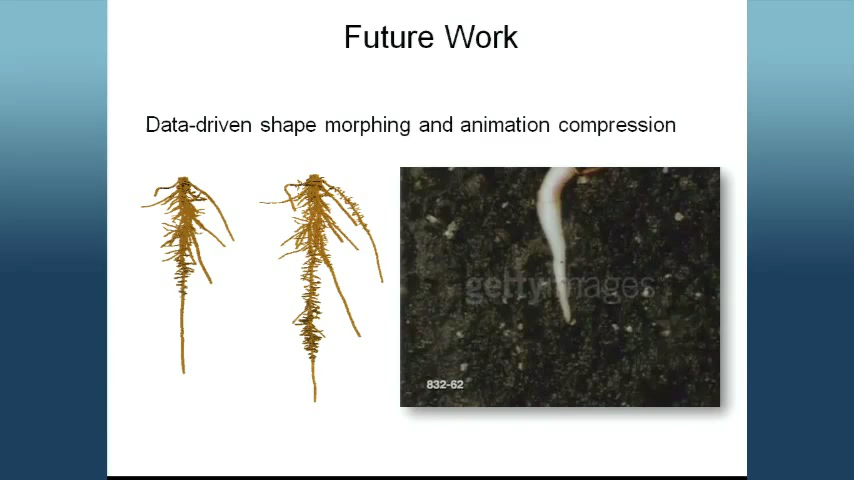 Future Work
Data-driven shape morphing and animation compression
gettyimages
832-62